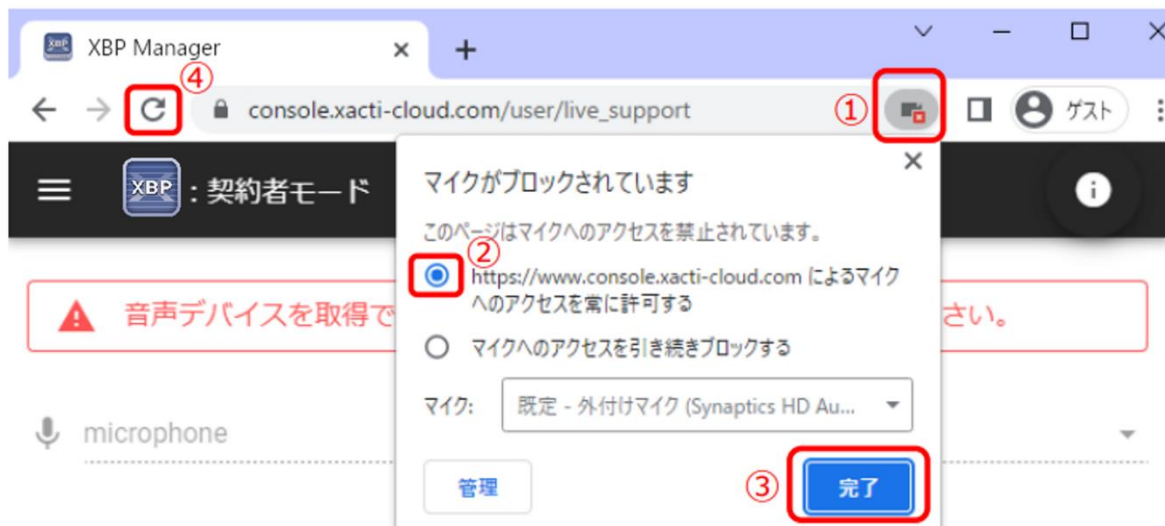 XBP Manager
④
console.xacti-cloud.com/user/live_support
①
ゲスト
XBP
：契約者モード
マイクがブロックされています
このページはマイクへのアクセスを禁止されています。
②
https://www.console.xacti-cloud.com によるマイク
へのアクセスを常に許可する
音声デバイスを取得で
さい。
マイクへのアクセスを引き続きブロックする
マイク:
既定 - 外付けマイク (Synaptics HD Au...
microphone
管理
③
完了